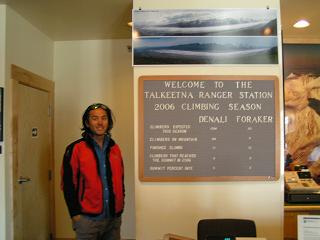 WELCOME TO THE
TALKEETNA RANGER STATION
2006 CLIMBING SEASON
DENALI FORAKER
CLIMBERS EXPECTED
THIS SEASON
CLIMBERS ON MOUNTAIN
FINISHED CLIMBS
CLIMBERS THAT REACHED
THE SUMMIT IN 2006
SUMMIT PERCENT RATE